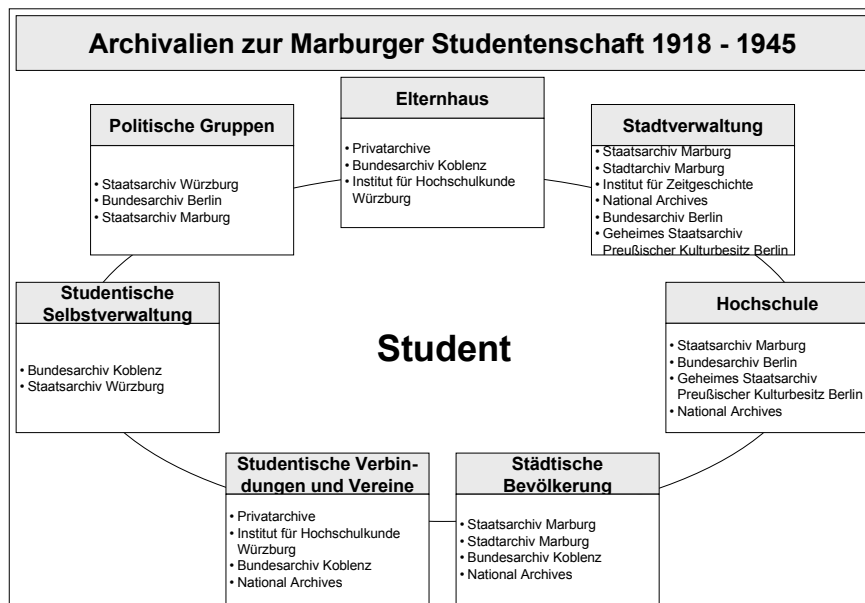 Archivalien zur Marburger Studentenschaft 1918 - 1945
Elternhaus
• Privatarchive
• Bundesarchiv Koblenz
• Institut für Hochschulkunde
Würzburg
Politische Gruppen
• Staatsarchiv Würzburg
• Bundesarchiv Berlin
• Staatsarchiv Marburg
Stadtverwaltung
• Staatsarchiv Marburg
• Stadtarchiv Marburg
• Institut für Zeitgeschichte
• National Archives
• Bundesarchiv Berlin
• Geheimes Staatsarchiv
Preußischer Kulturbesitz Berlin
Studentische
Selbstverwaltung
• Bundesarchiv Koblenz
• Staatsarchiv Würzburg
Student
Hochschule
• Staatsarchiv Marburg
• Bundesarchiv Berlin
• Geheimes Staatsarchiv
Preußischer Kulturbesitz Berlin
• National Archives
Studentische Verbin-
dungen und Vereine
• Privatarchive
• Institut für Hochschulkunde
Würzburg
• Bundesarchiv Koblenz
• National Archives
Städtische
Bevölkerung
• Staatsarchiv Marburg
• Stadtarchiv Marburg
• Bundesarchiv Koblenz
• National Archives